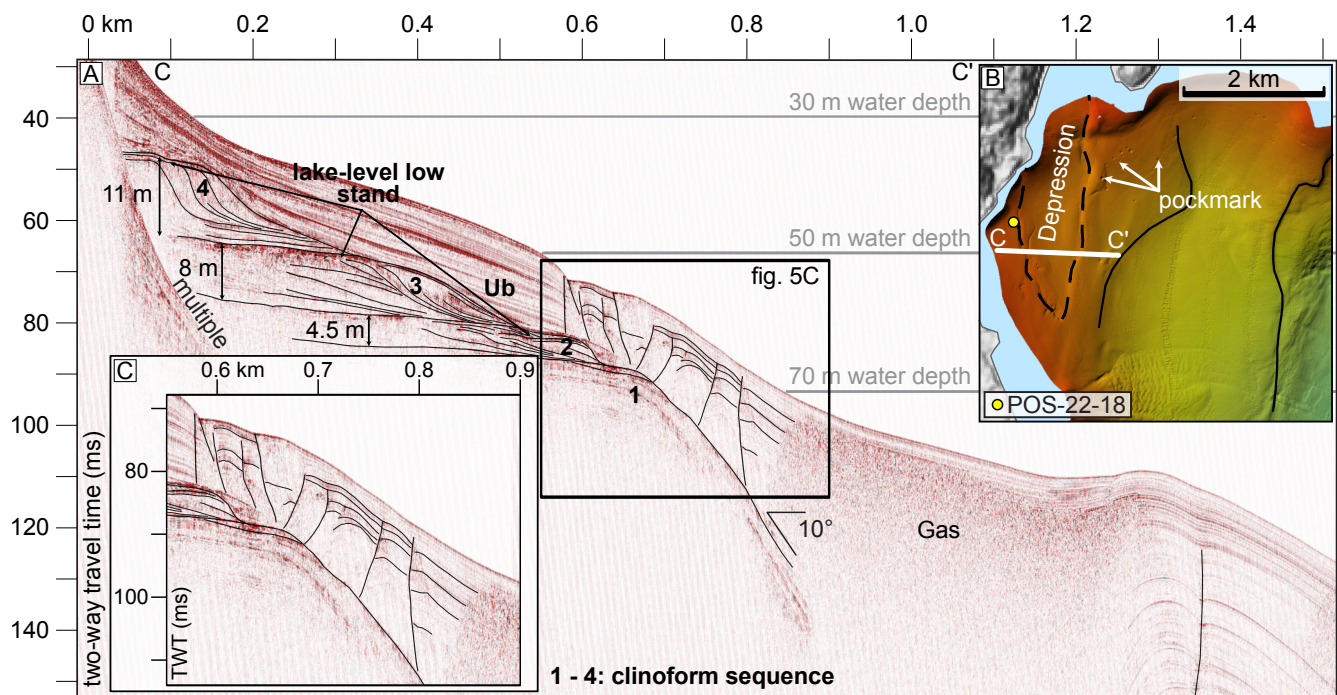 0 km 0.2 0.4 0.6 0.8 1.0 1.2 1.4
A C C' B
2 km
40
30 m water depth
lake-level low
stand
11 m
4
Depression
pockmark
60
50 m water depth
C C'
8 m
3
Ub
fig. 5C
multiple
80
4.5 m
2
1
70 m water depth
POS-22-18
C 0.6 km 0.7 0.8 0.9
100
80
120
10°
Gas
100
140
two-way travel time (ms)
TWT (ms)
1 - 4: clinoform sequence